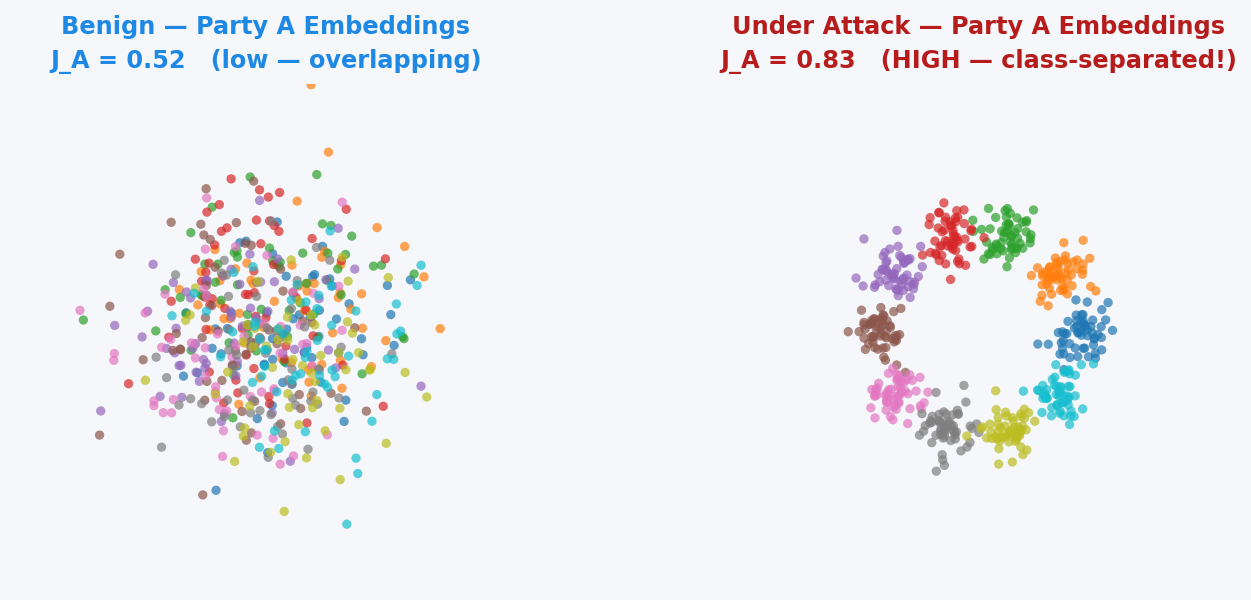 Benign — Party A Embeddings
J_A = 0.52   (low — overlapping)
Under Attack — Party A Embeddings
J_A = 0.83   (HIGH — class-separated!)